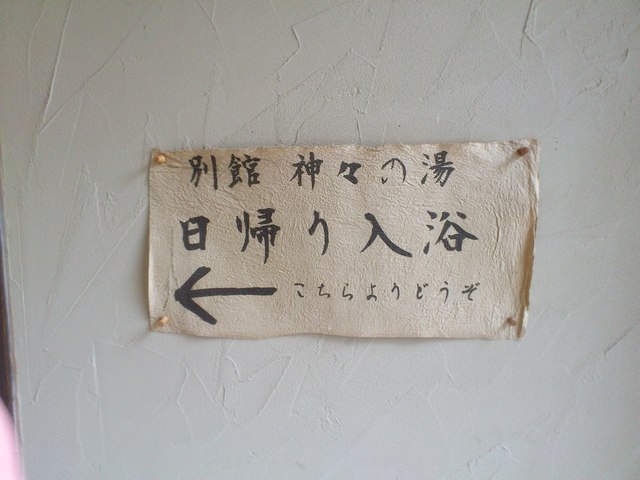 別館 神々の湯
日帰り入浴
← こちらよりどうぞ